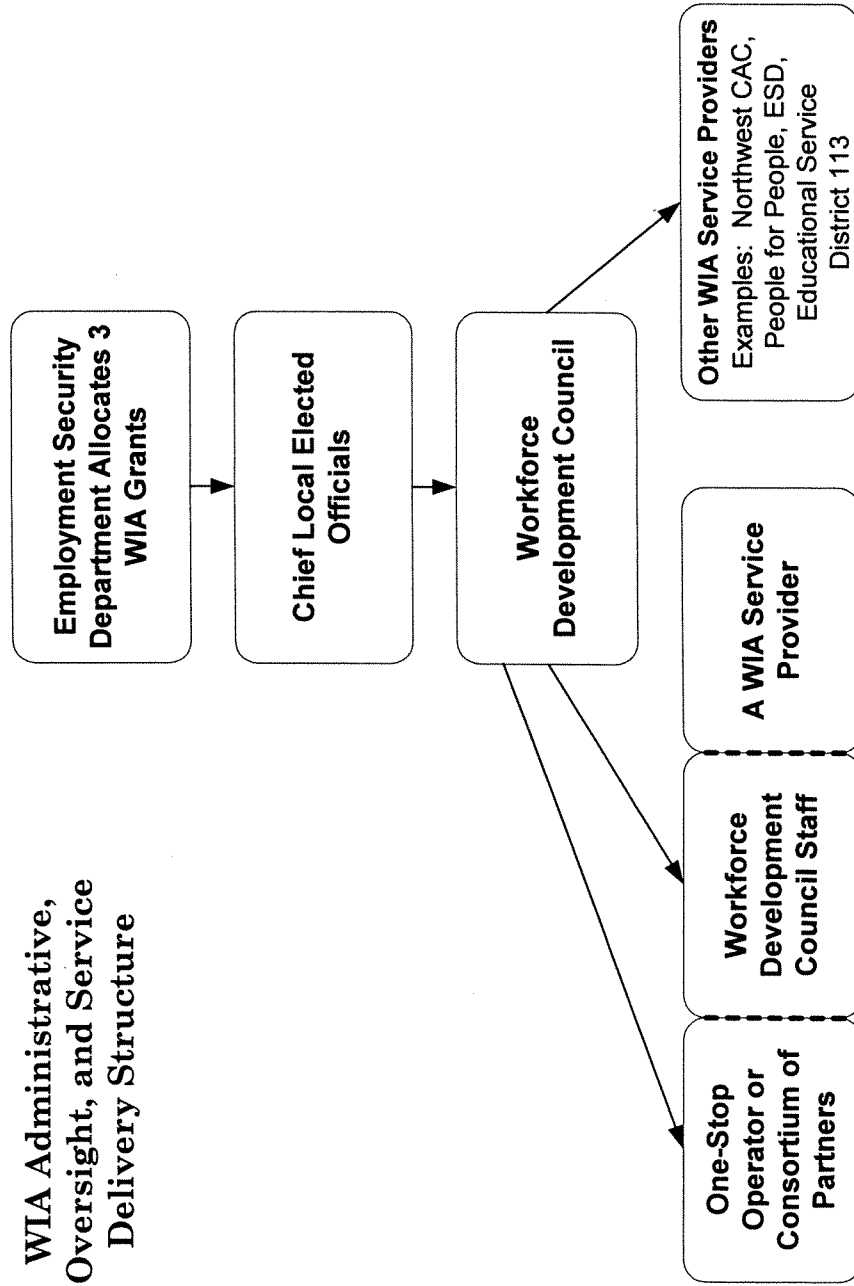 WIA Administrative,
Oversight, and Service
Delivery Structure
Employment Security
Department Allocates 3
WIA Grants
Chief Local Elected
Officials
Workforce
Development Council
One-Stop
Operator or
Consortium of
Partners
Workforce
Development
Council Staff
A WIA Service
Provider
Other WIA Service Providers
Examples: Northwest CAC,
People for People, ESD,
Educational Service
District 113